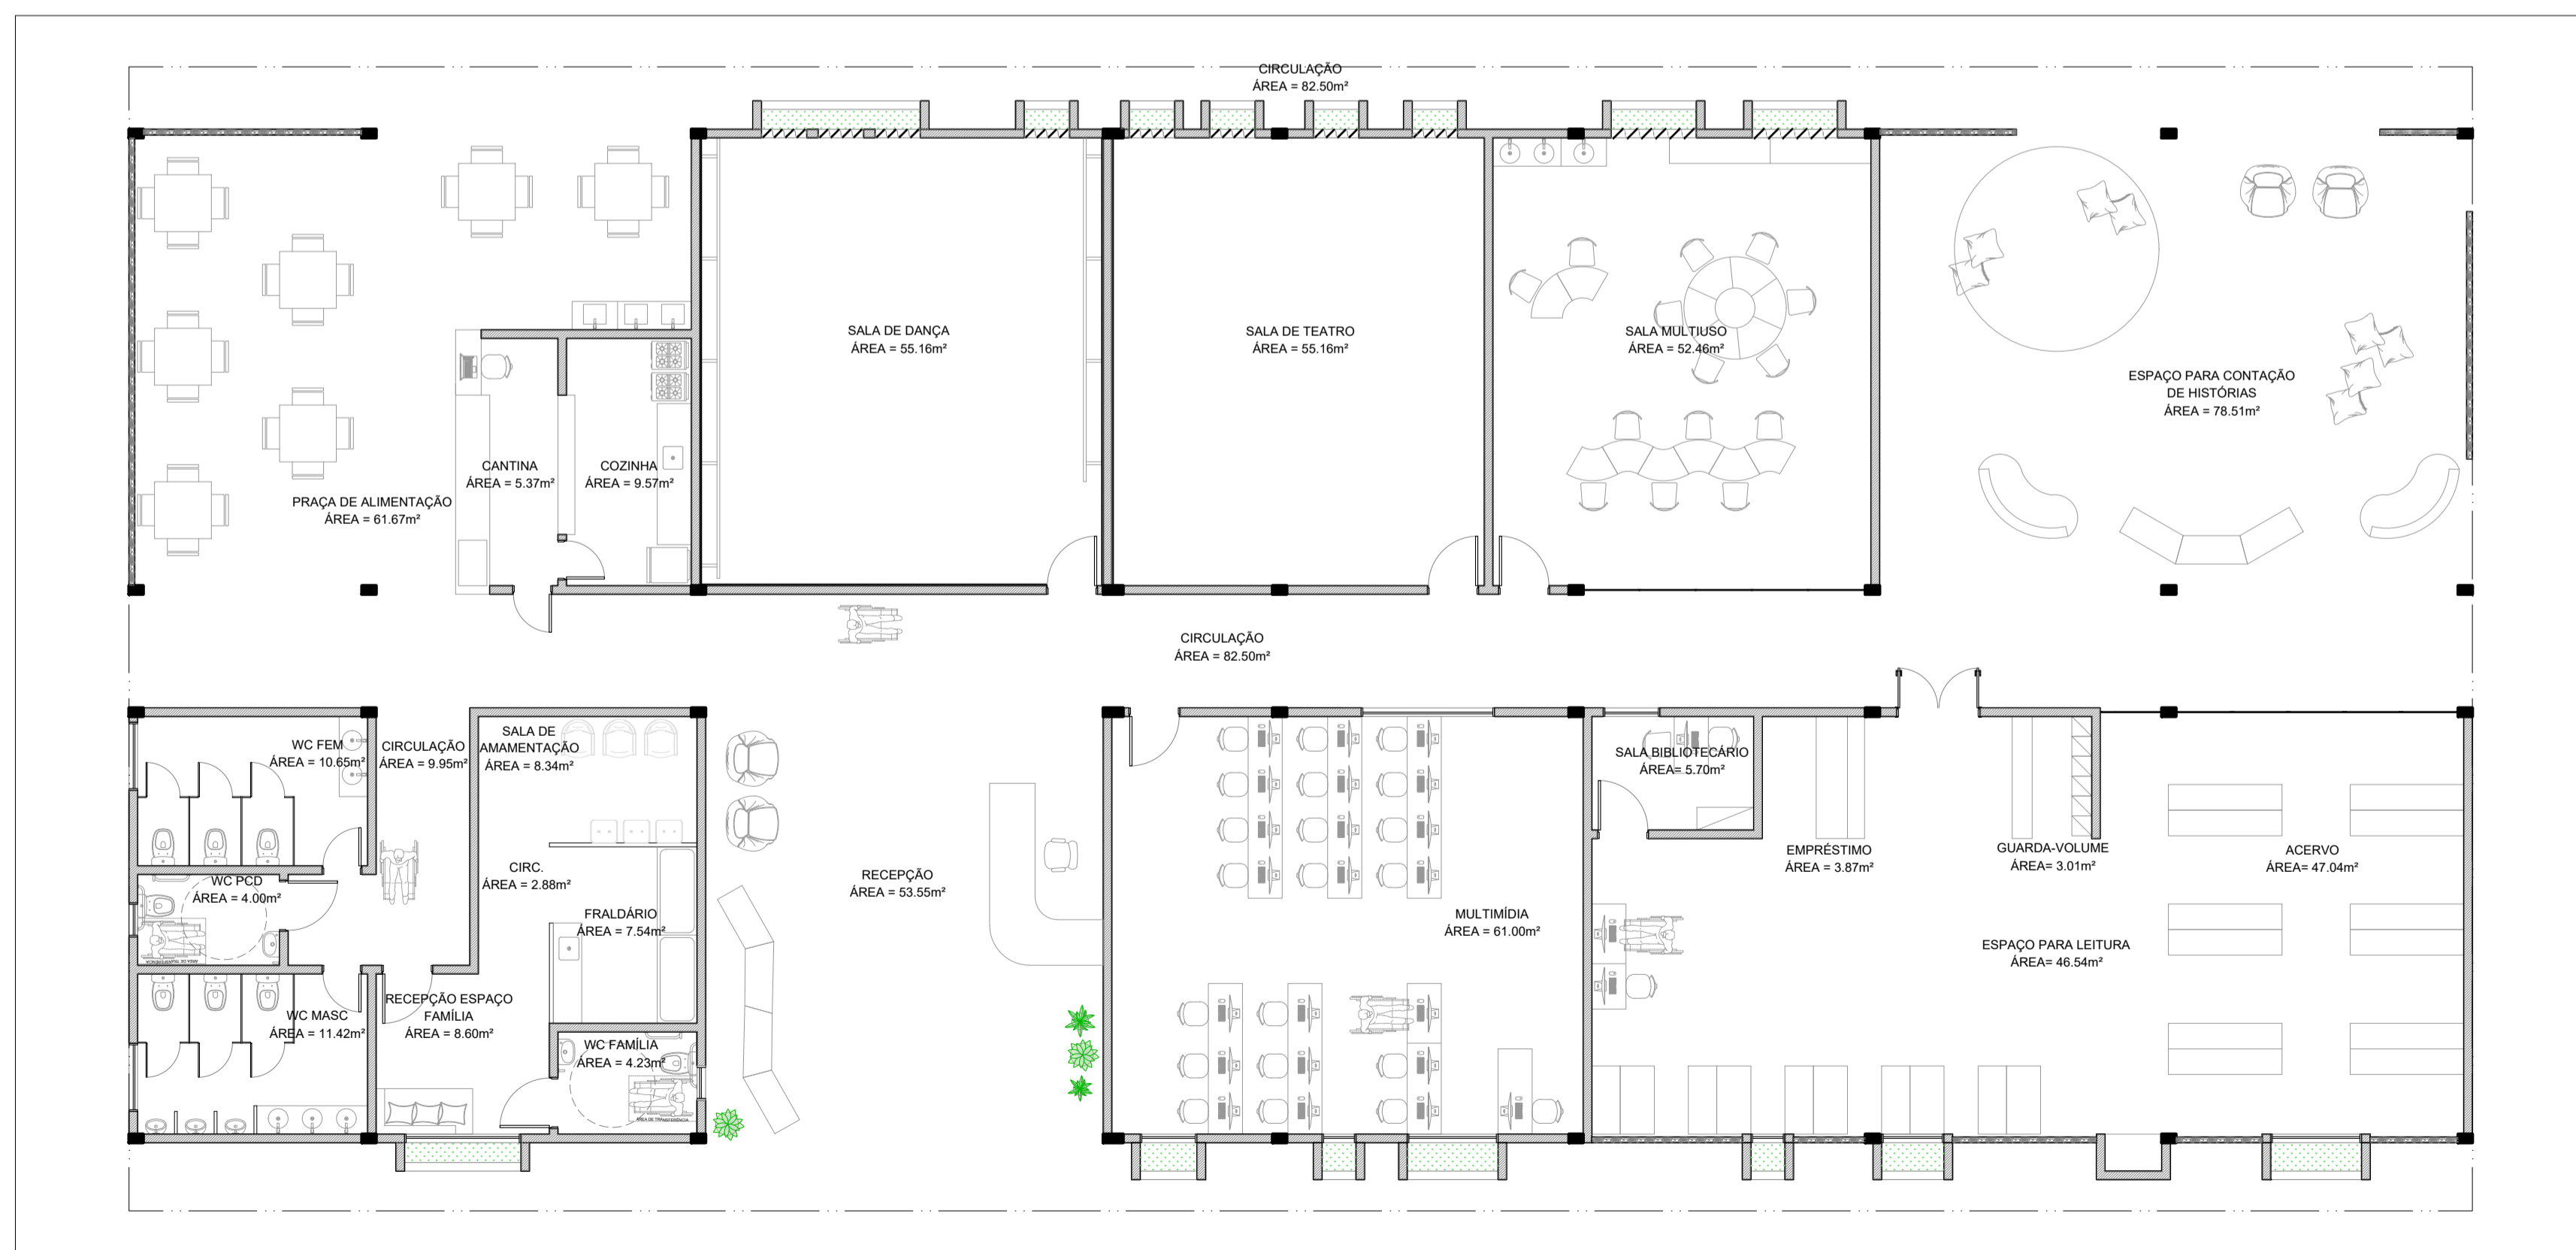 CIRCULAÇÃO
ÁREA = 82.50m²
SALA DE DANÇA
ÁREA = 55.16m²
SALA DE TEATRO
ÁREA = 55.16m²
SALA MULTIUSO
ÁREA = 52.46m²
ESPAÇO PARA CONTAÇÃO
DE HISTÓRIAS
ÁREA = 78.51m²
CANTINA
ÁREA = 5.37m²
COZINHA
ÁREA = 9.57m²
PRAÇA DE ALIMENTAÇÃO
ÁREA = 61.67m²
CIRCULAÇÃO
ÁREA = 82.50m²
WC FEM
ÁREA = 10.65m²
CIRCULAÇÃO
ÁREA = 9.95m²
SALA DE
AMAMENTAÇÃO
ÁREA = 8.34m²
SALA BIBLIOTECÁRIO
ÁREA= 5.70m²
EMPRÉSTIMO
ÁREA = 3.87m²
GUARDA-VOLUME
ÁREA= 3.01m²
ACERVO
ÁREA= 47.04m²
WC PCD
ÁREA = 4.00m²
CIRC.
ÁREA = 2.88m²
RECEPÇÃO
ÁREA = 53.55m²
FRALDÁRIO
ÁREA = 7.54m²
MULTIMÍDIA
ÁREA = 61.00m²
ESPAÇO PARA LEITURA
ÁREA= 46.54m²
ÁREA DE TRANSFERÊNCIA
RECEPÇÃO ESPAÇO
FAMÍLIA
ÁREA = 8.60m²
WC MASC
ÁREA = 11.42m²
WC FAMÍLIA
ÁREA = 4.23m²
ÁREA DE TRANSFERÊNCIA